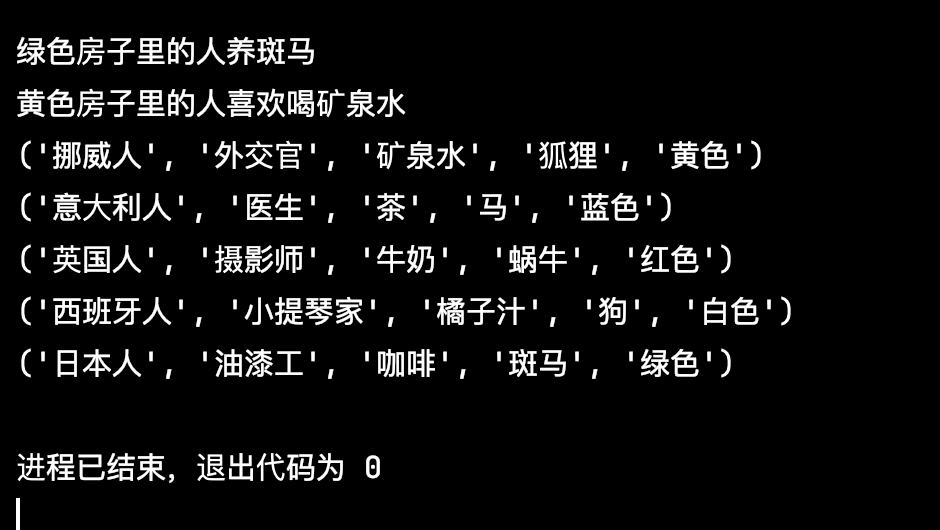 绿色房子里的人养斑马
黄色房子里的人喜欢喝矿泉水
('挪威人', '外交官', '矿泉水', '狐狸', '黄色')
('意大利人', '医生', '茶', '马', '蓝色')
('英国人', '摄影师', '牛奶', '蜗牛', '红色')
('西班牙人', '小提琴家', '橘子汁', '狗', '白色')
('日本人', '油漆工', '咖啡', '斑马', '绿色')
进程已结束，退出代码为 0